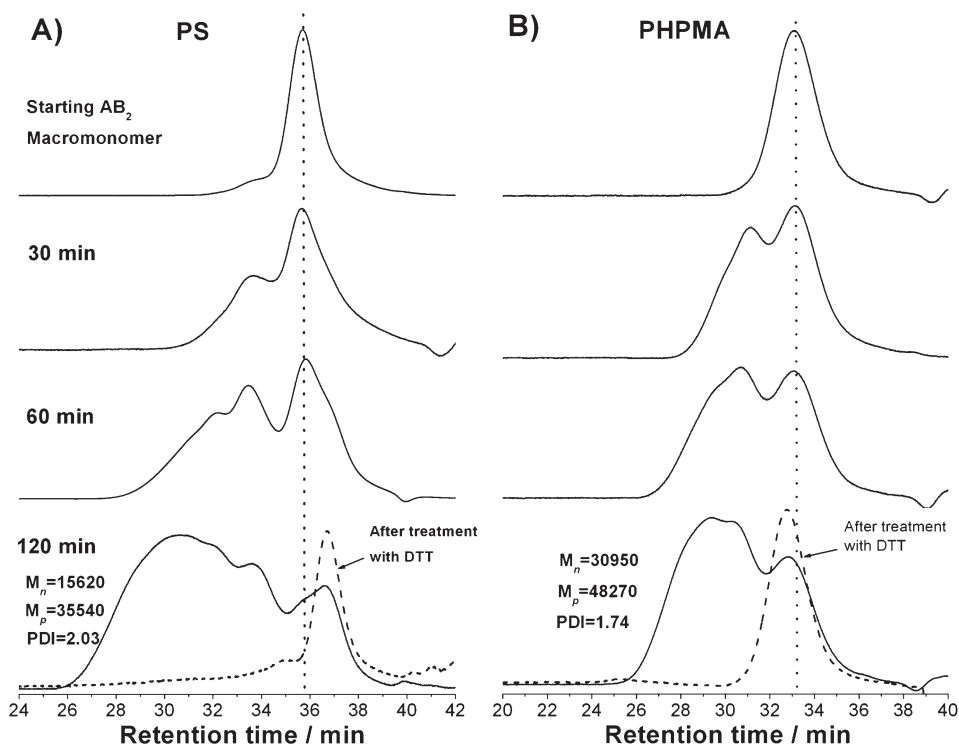 A)
PS
Starting AB2
Macromonomer
30 min
60 min
120 min
Mn=15620
Mp=35540
PDI=2.03
After treatment
with DTT
24 26 28 30 32 34 36 38 40 42
Retention time / min
B)
PHPMA
Mn=30950
Mp=48270
PDI=1.74
After treatment
with DTT
20 22 24 26 28 30 32 34 36 38 40
Retention time / min